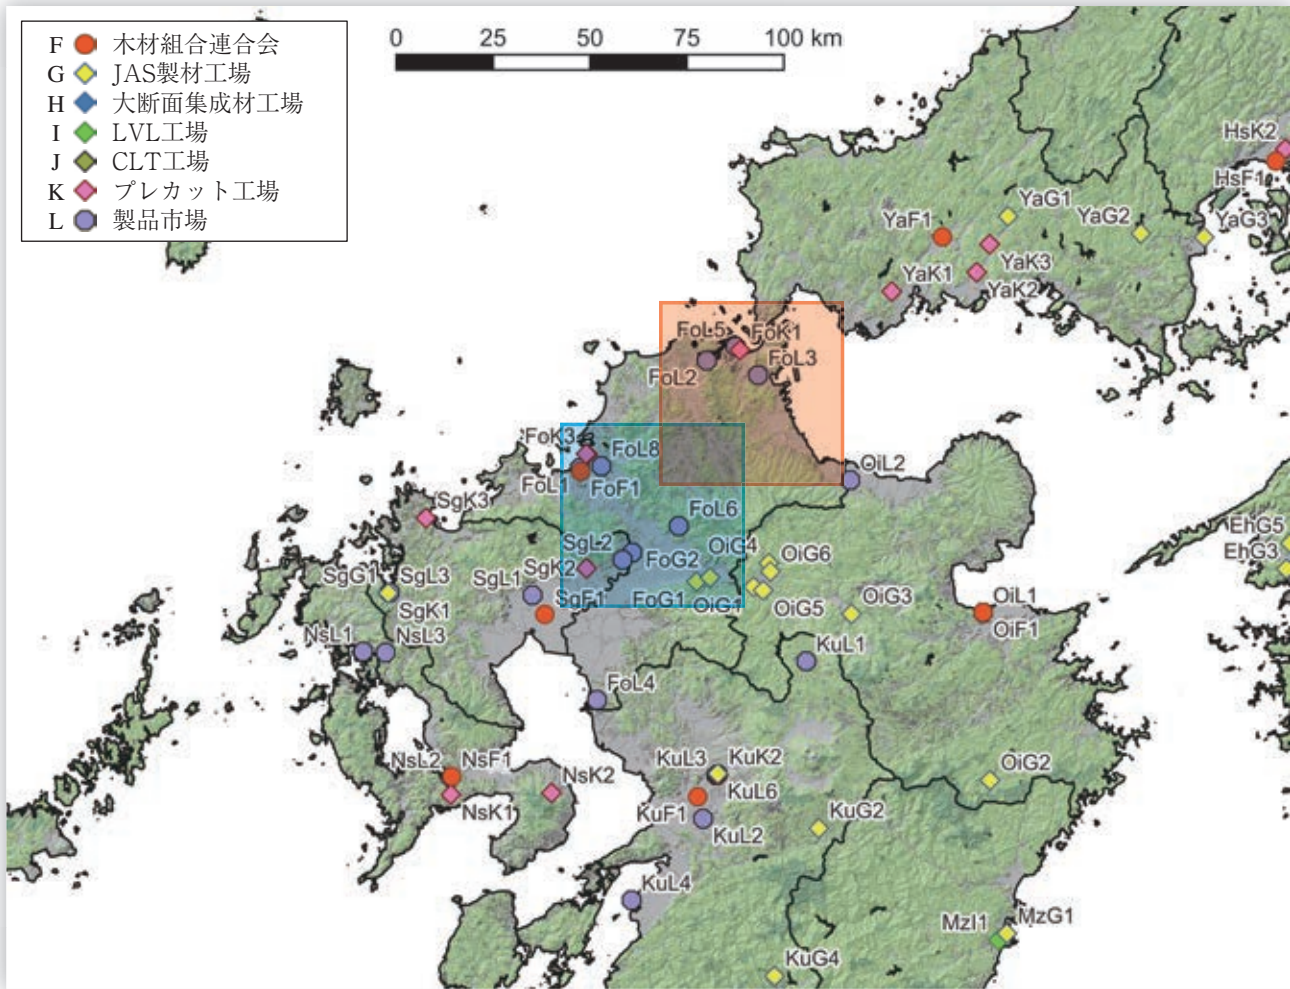 F 木材組合連合会
G JAS製材工場
H 大断面集成材工場
I LVL工場
J CLT工場
K プレカット工場
L 製品市場
0 25 50 75 100 km
HsK2
HsF1
YaG1
YaF1
YaG2
YaG3
YaK3
YaK1
YaK2
FoL5 FoK1
FoL2
FoL3
FoK3
FoL8
FoL1
FoF1
OiL2
SgK3
FoL6
SgL2
OiG4
OiG6
FoG2
SgK2
SgG1
SgL3
SgL1
SgF1
FoG1
OiG1
OiG5
OiG3
SgK1
EhG5
EhG3
OiL1
OiF1
NsL1
NsL3
KuL1
FoL4
NsL2
NsF1
NsK2
NsK1
KuL3
KuK2
KuL6
KuF1
KuL2
KuG2
OiG2
KuL4
MzI1
MzG1
KuG4